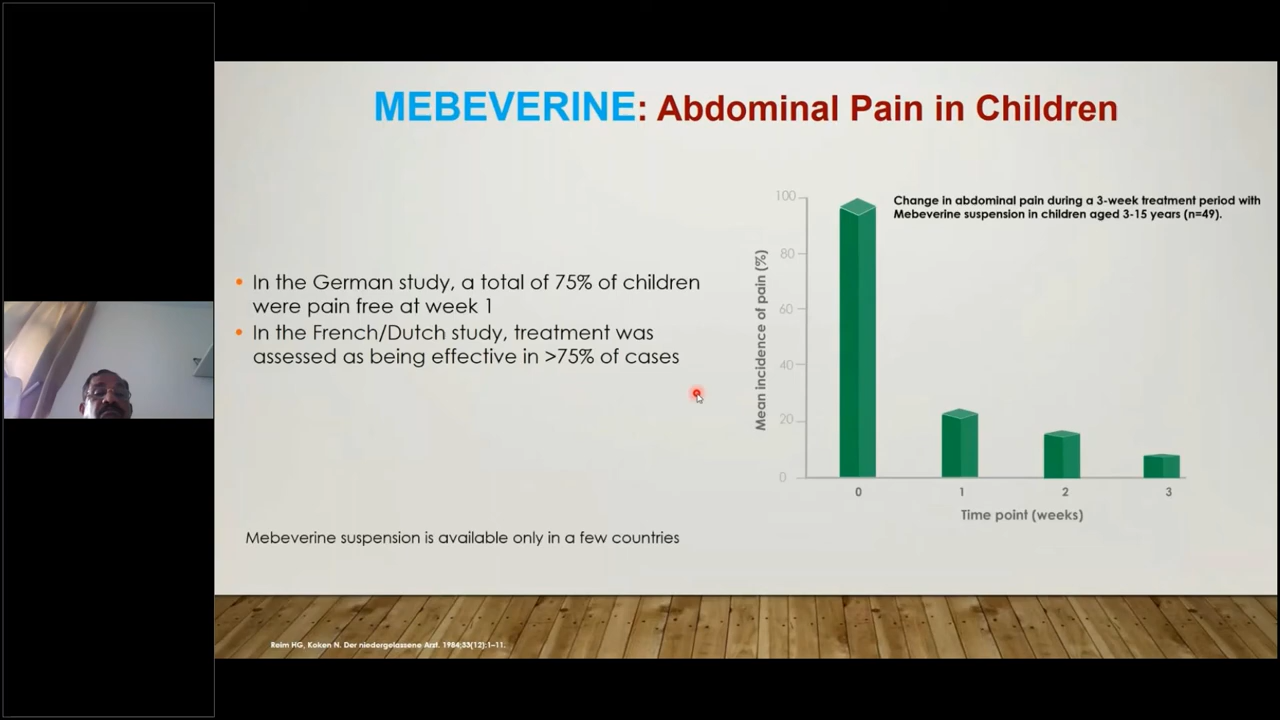 MEBEVERINE: Abdominal Pain in Children
Change in abdominal pain during a 3-week treatment period with
Mebeverine suspension in children aged 3-15 years (n=49).
• In the German study, a total of 75% of children
were pain free at week 1
• In the French/Dutch study, treatment was
assessed as being effective in >75% of cases
Mean incidence of pain (%)
100
80
60
40
20
0
0 1 2 3
Time point (weeks)
Mebeverine suspension is available only in a few countries
Reim HG, Koken N. Der niedergelassene Arzt. 1984;33(12):1–11.